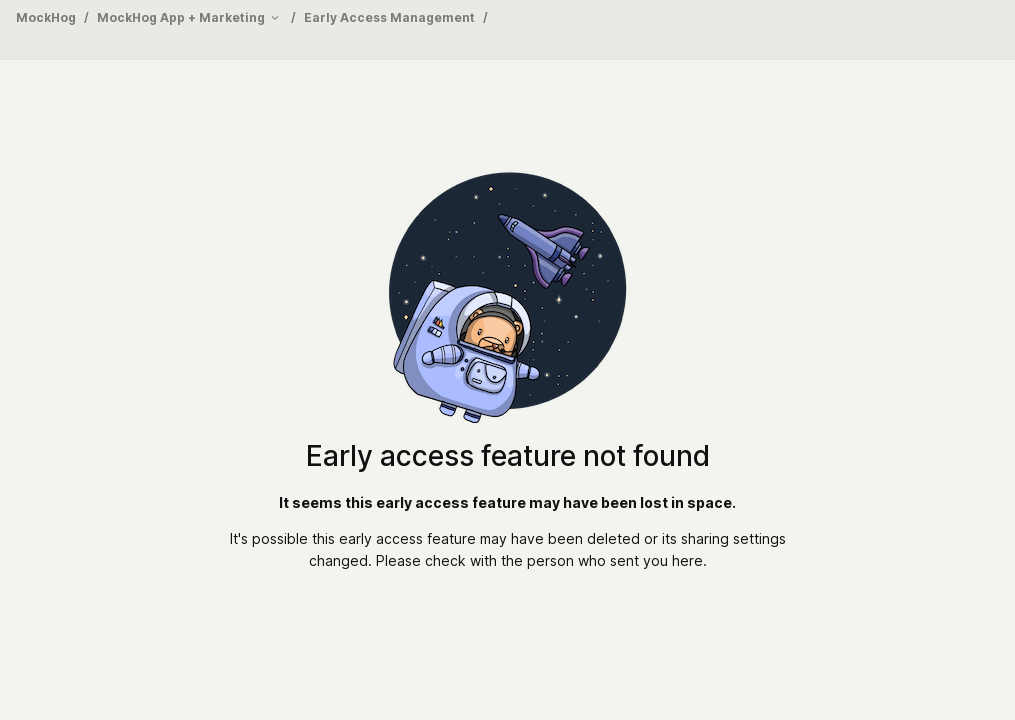 MockHog / MockHog App + Marketing / Early Access Management /
Early access feature not found
It seems this early access feature may have been lost in space.
It's possible this early access feature may have been deleted or its sharing settings
changed. Please check with the person who sent you here.